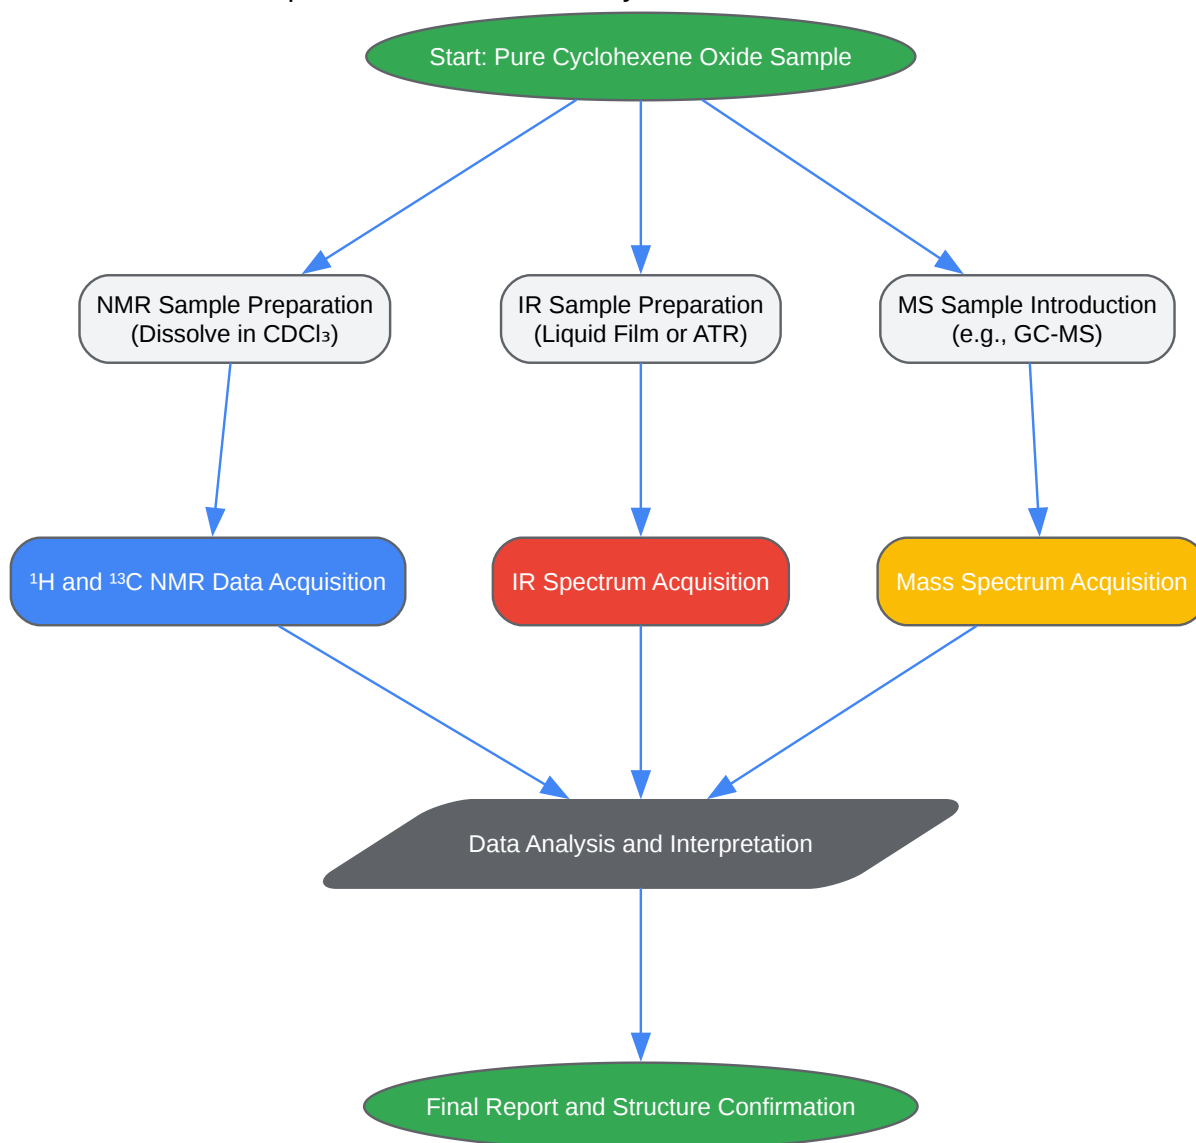 Start: Pure Cyclohexene Oxide Sample
NMR Sample Preparation
(Dissolve in CDCl₃)
IR Sample Preparation
(Liquid Film or ATR)
MS Sample Introduction
(e.g., GC-MS)
¹H and ¹³C NMR Data Acquisition
IR Spectrum Acquisition
Mass Spectrum Acquisition
Data Analysis and Interpretation
Final Report and Structure Confirmation